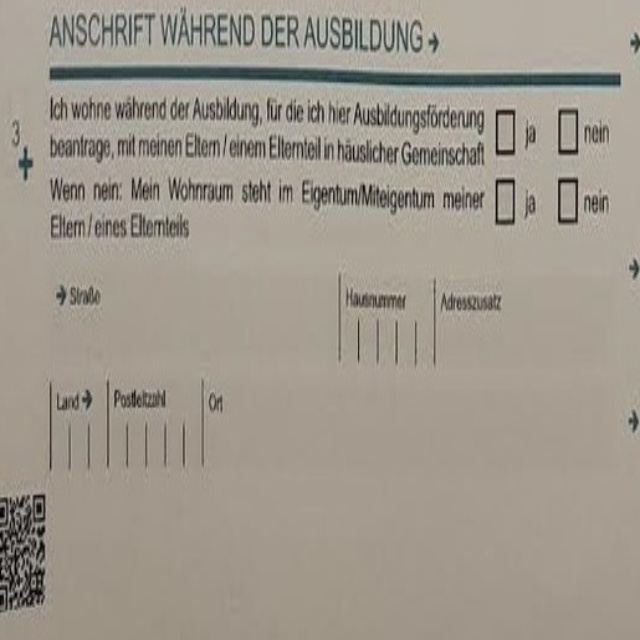 ANSCHRIFT WÄHREND DER AUSBILDUNG →
Ich wohne während der Ausbildung, für die ich hier Ausbildungsförderung
beantrage, mit meinen Eltern / einem Elternteil in häuslicher Gemeinschaft
ja nein
3
Wenn nein: Mein Wohnraum steht im Eigentum/Miteigentum meiner
Eltern / eines Elternteils
ja nein
→ Straße
Hausnummer
Adresszusatz
Land →
Postleitzahl
Ort